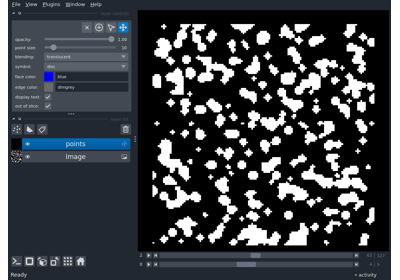 File View Plugins Window Help
opacity: 1.00
point size: 10
blending: translucent
symbol: disc
face color: blue
edge color: dimgrey
display text:
out of slice:
points
Image
Ready
activity